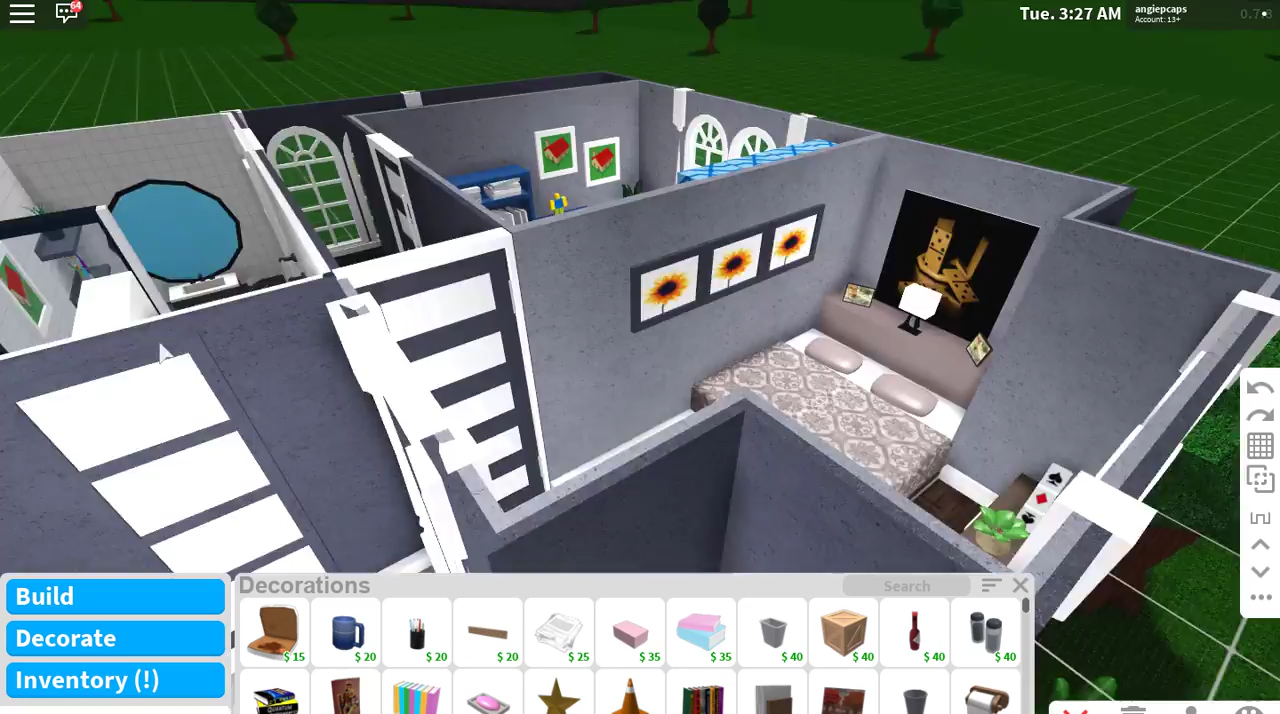 64
Tue. 3:27 AM
angiepcaps
Account: 13+
Build
Decorate
Inventory (!)
Decorations
Search
$ 15
$ 20
$ 20
$ 20
$ 25
$ 35
$ 35
$ 40
$ 40
$ 40
$ 40
QUANTUM